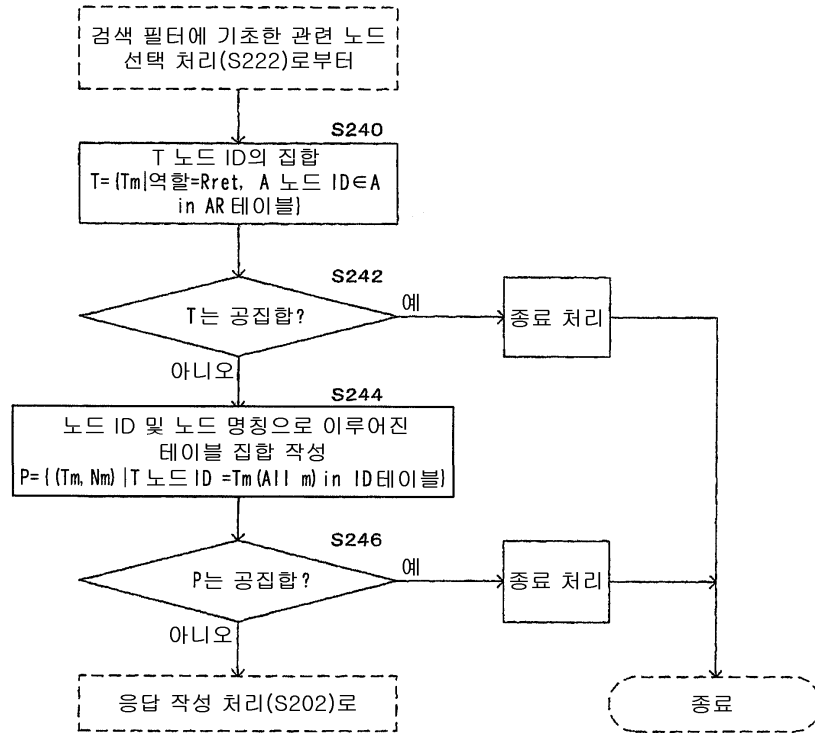 검색 필터에 기초한 관련 노드
선택 처리(S222)로부터
S240
T 노드 ID의 집합
T={Tm|역할=Rret, A 노드 ID∈A
in AR 테이블}
S242
T는 공집합?
예
종료 처리
아니오
S244
노드 ID 및 노드 명칭으로 이루어진
테이블 집합 작성
P={(Tm, Nm) |T 노드 ID =Tm(All m) in ID테이블}
S246
P는 공집합?
예
종료 처리
아니오
응답 작성 처리(S202)로
종료